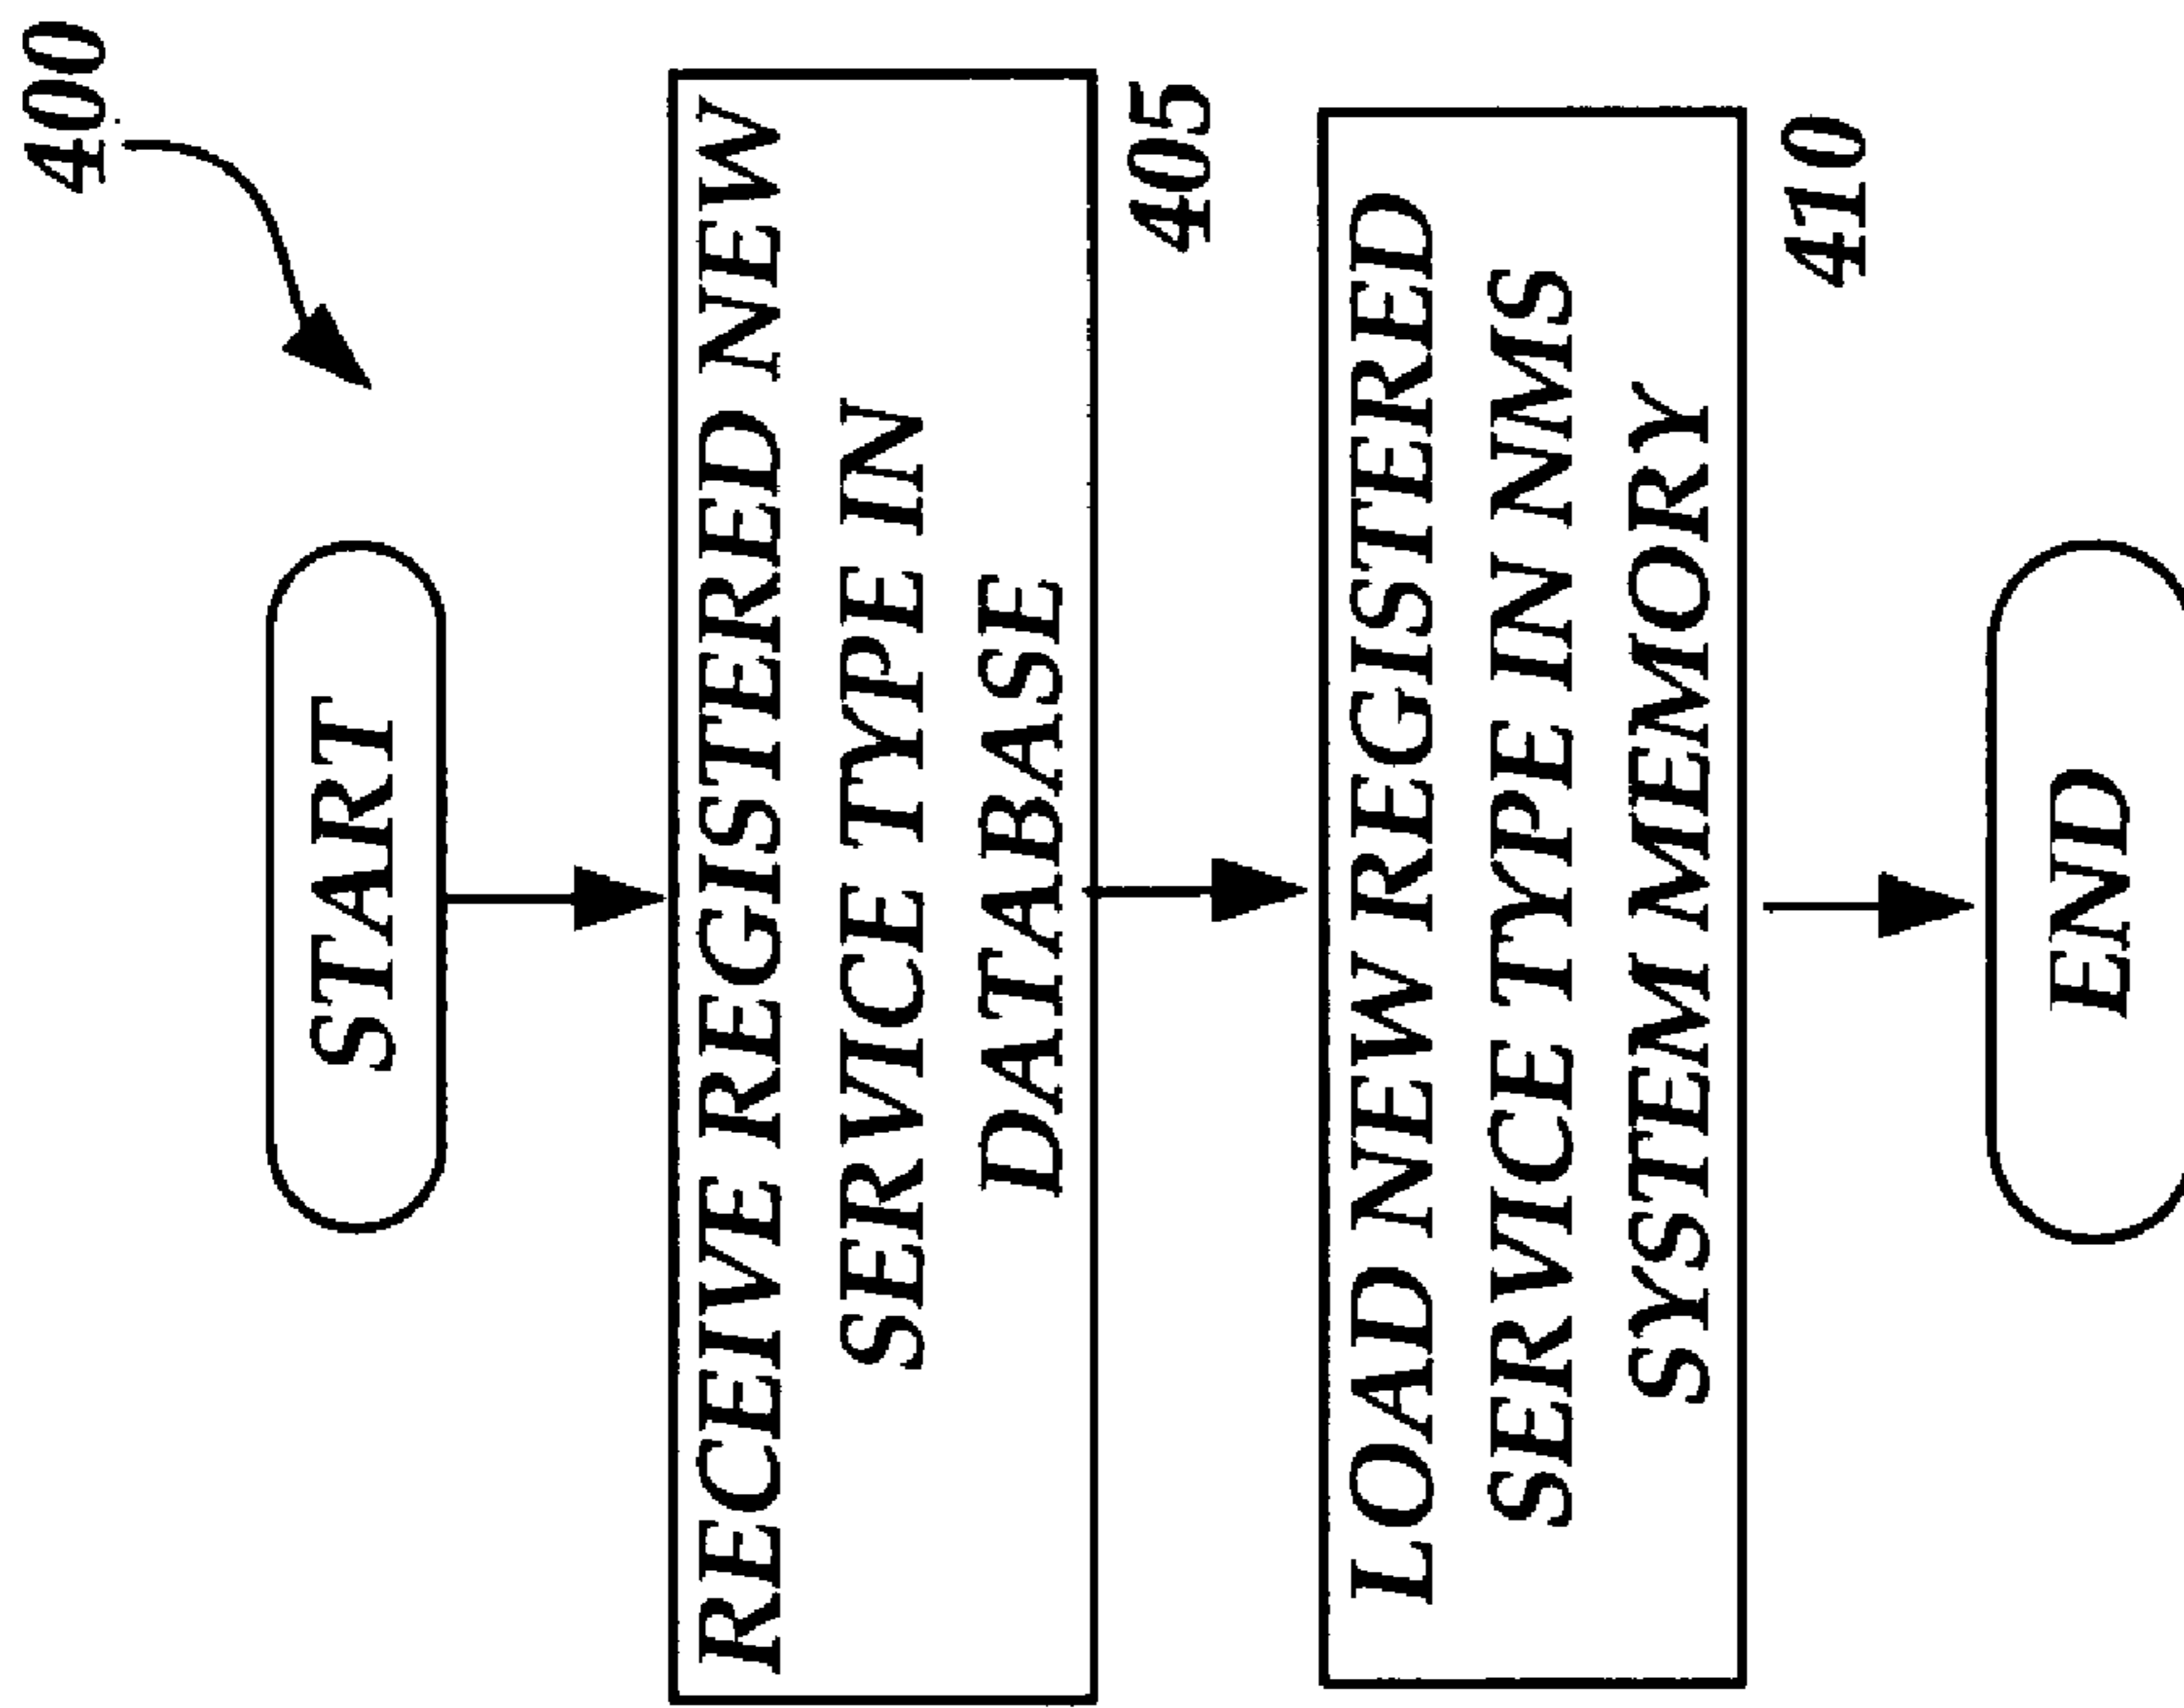 400
START
RECEIVE REGISTERED NEW
SERVICE TYPE IN
DATABASE
405
LOAD NEW REGISTERED
SERVICE TYPE IN NMS
SYSTEM MEMORY
410
END